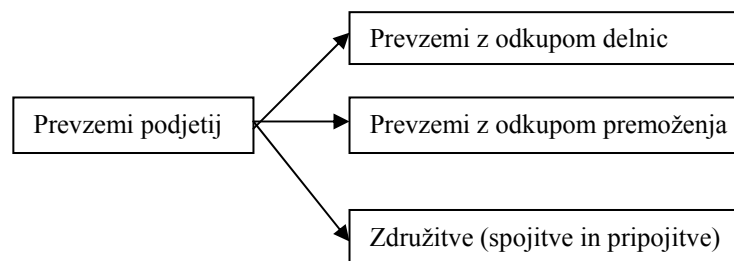 Prevzemi z odkupom delnic
Prevzemi podjetij
Prevzemi z odkupom premoženja
Združitve (spojitve in pripojitve)